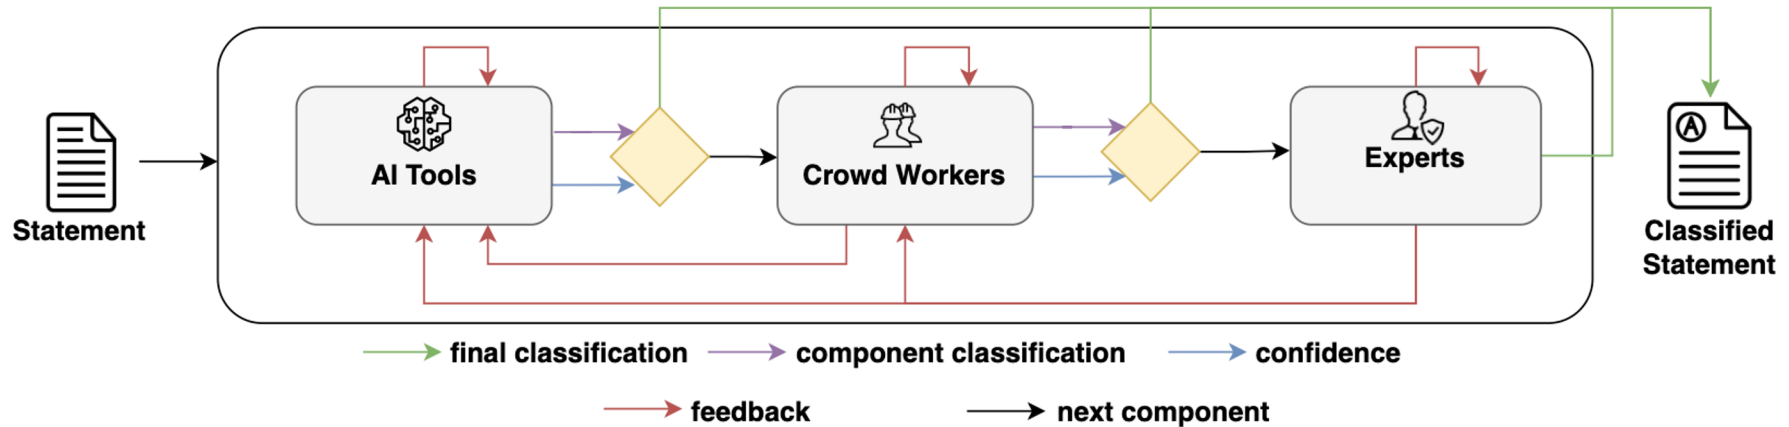 Statement
AI Tools
Crowd Workers
Experts
A
Classified
Statement
final classification
component classification
confidence
feedback
next component